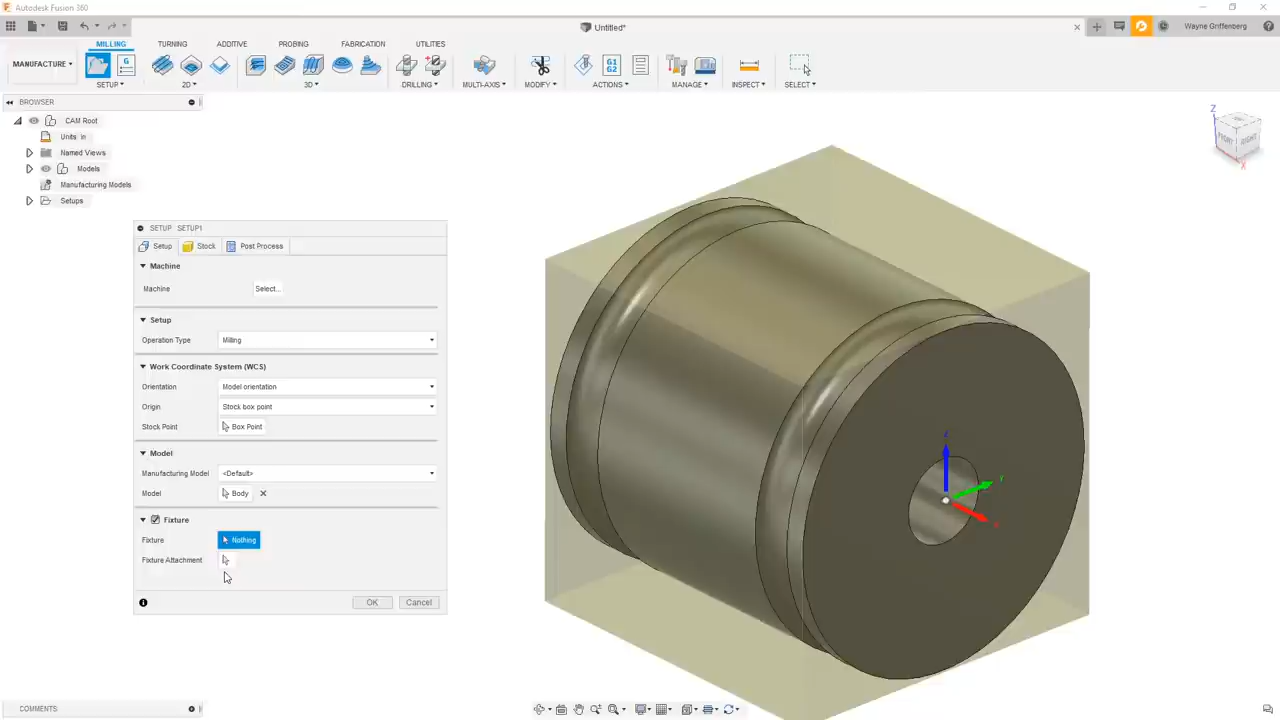 Autodesk Fusion 360
Untitled*
Wayne Griffenberg
MANUFACTURE
MILLING
TURNING
ADDITIVE
PROBING
FABRICATION
UTILITIES
G
G1
G2
SETUP
2D
3D
DRILLING
MULTI-AXIS
MODIFY
ACTIONS
MANAGE
INSPECT
SELECT
BROWSER
CAM Root
Units: in
Named Views
Models
Manufacturing Models
Setups
SETUP: SETUP1
Setup
Stock
Post Process
Machine
Machine
Select...
Setup
Operation Type
Milling
Work Coordinate System (WCS)
Orientation
Model orientation
Origin
Stock box point
Stock Point
Box Point
Model
Manufacturing Model
<Default>
Model
Body
Fixture
Fixture
Nothing
Fixture Attachment
OK
Cancel
Z
FRONT
RIGHT
X
Z
Y
X
COMMENTS